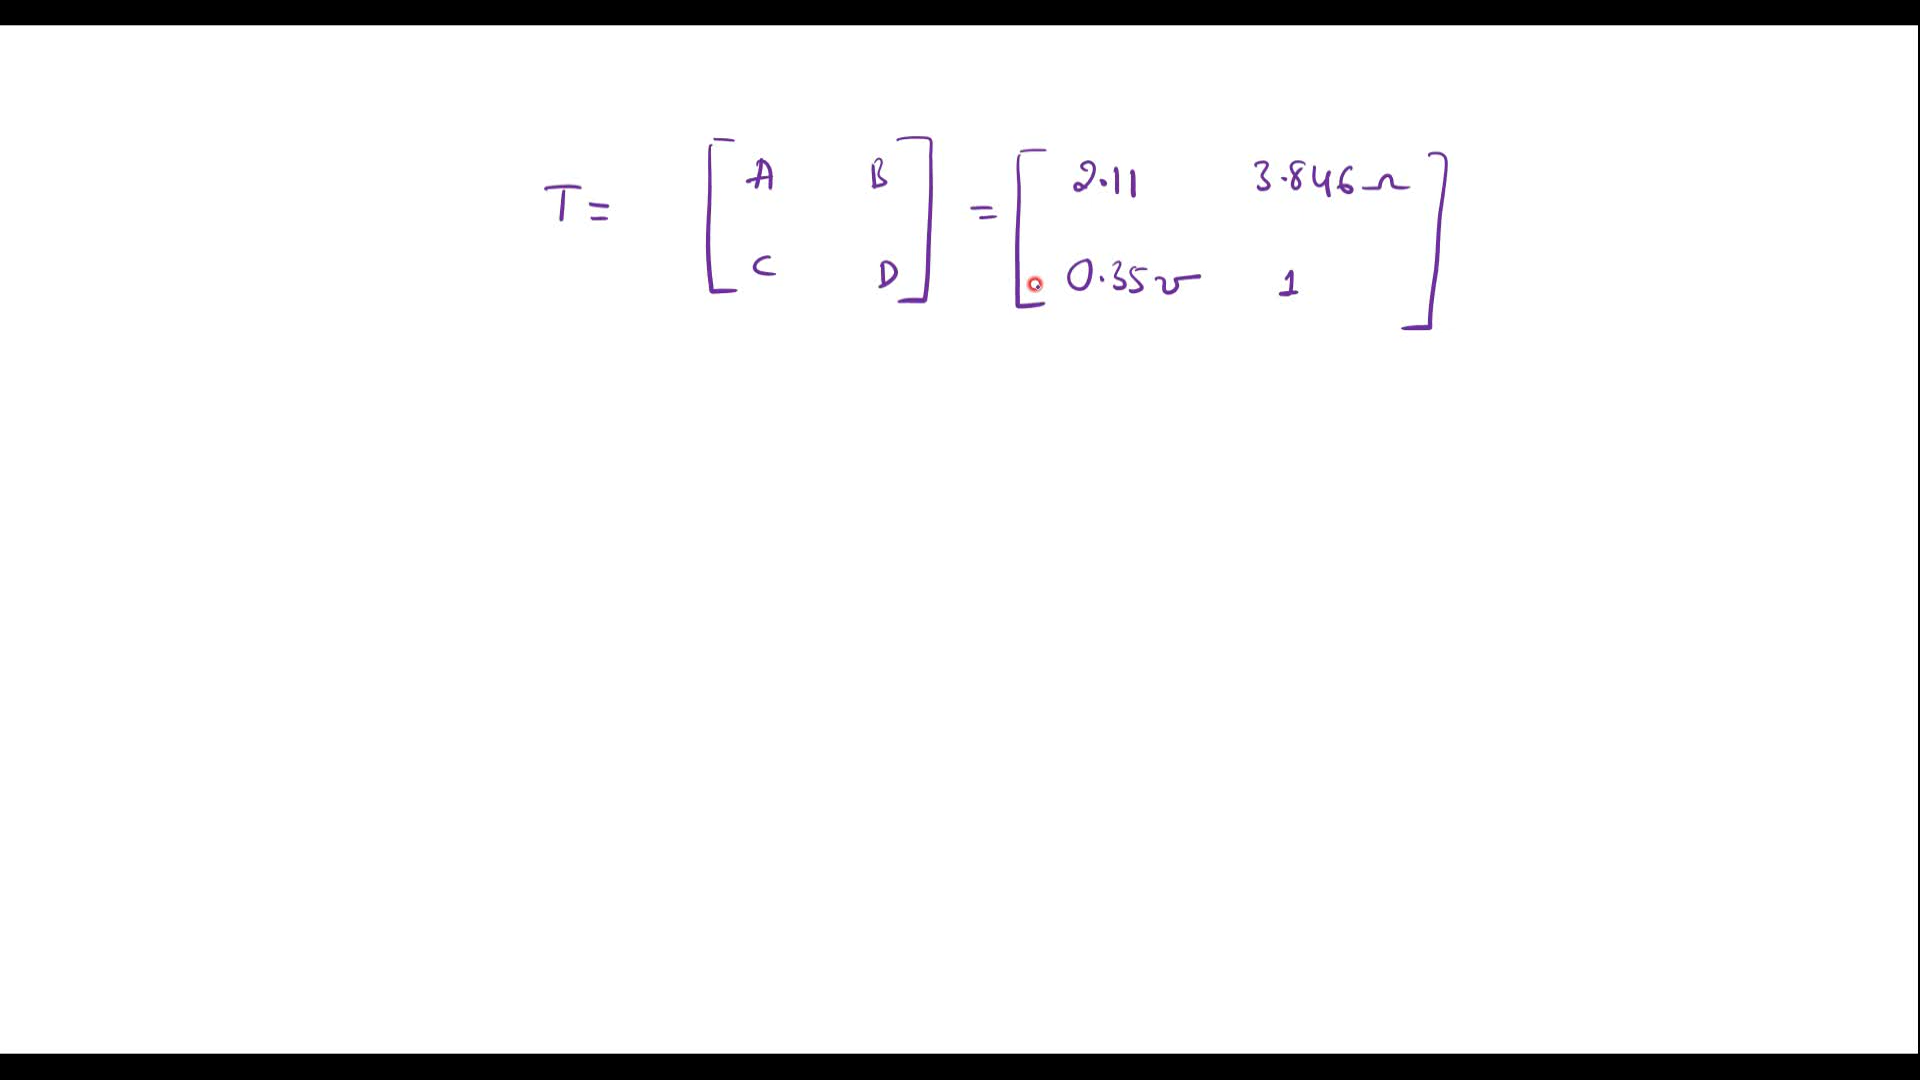 T = [ A B ] = [ 2.11 3.846Ω ]
[ C D ] [ 0.35℧ 1 ]